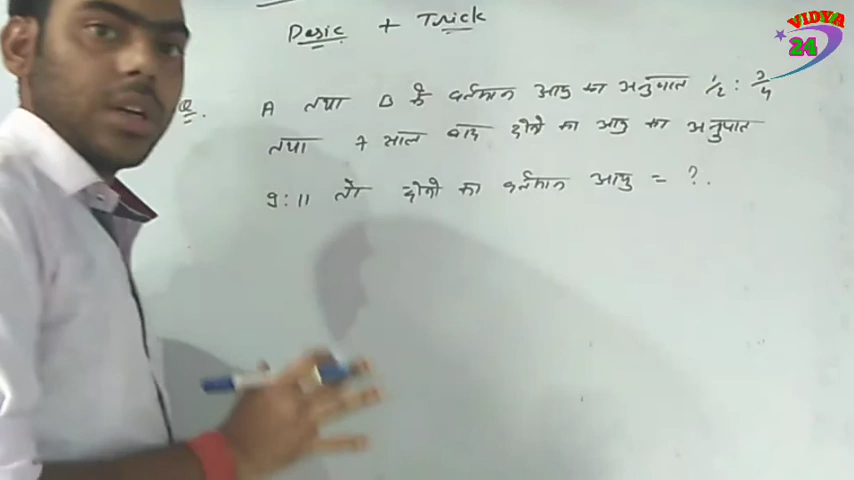 Basic + Trick
VIDYA
24
Q. A तथा B के वर्तमान आयु का अनुपात 1/2 : 3/4
तथा 7 साल बाद दोनो का आयु का अनुपात
9:11 तो दोनो का वर्तमान आयु = ?.